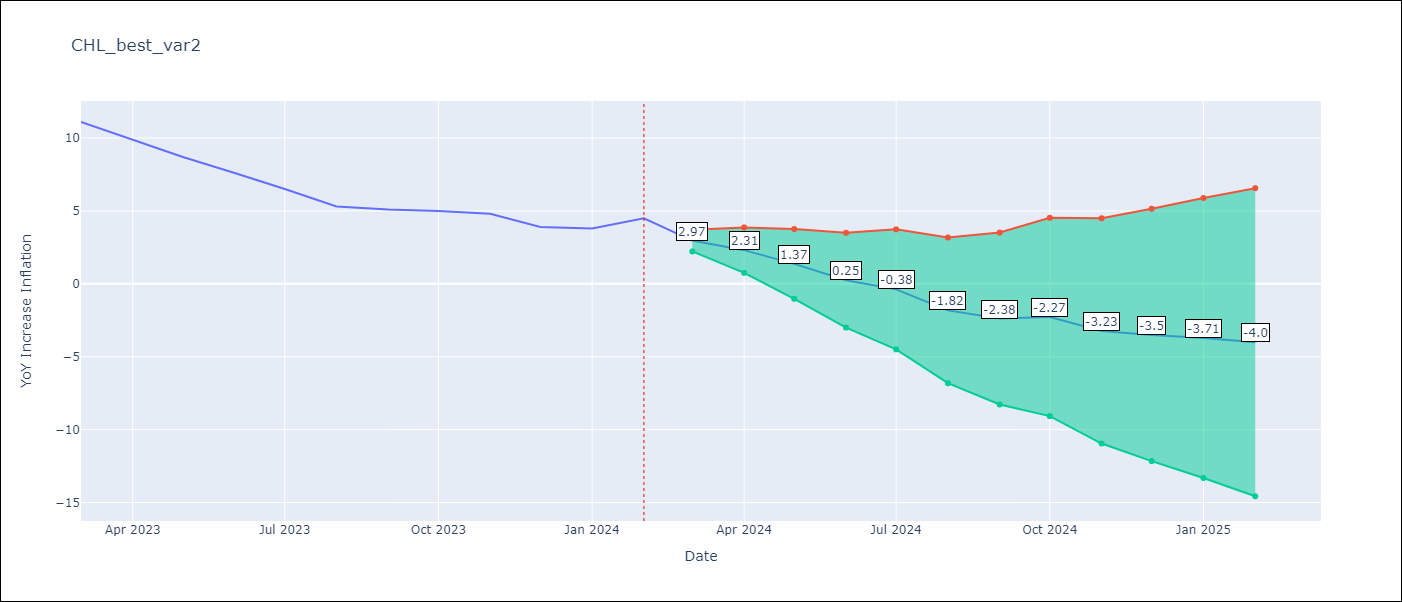 CHL_best_var2
YoY Increase Inflation
10
5
0
−5
−10
−15
2.97
2.31
1.37
0.25
-0.38
-1.82
-2.38
-2.27
-3.23
-3.5
-3.71
-4.0
Apr 2023
Jul 2023
Oct 2023
Jan 2024
Apr 2024
Jul 2024
Oct 2024
Jan 2025
Date